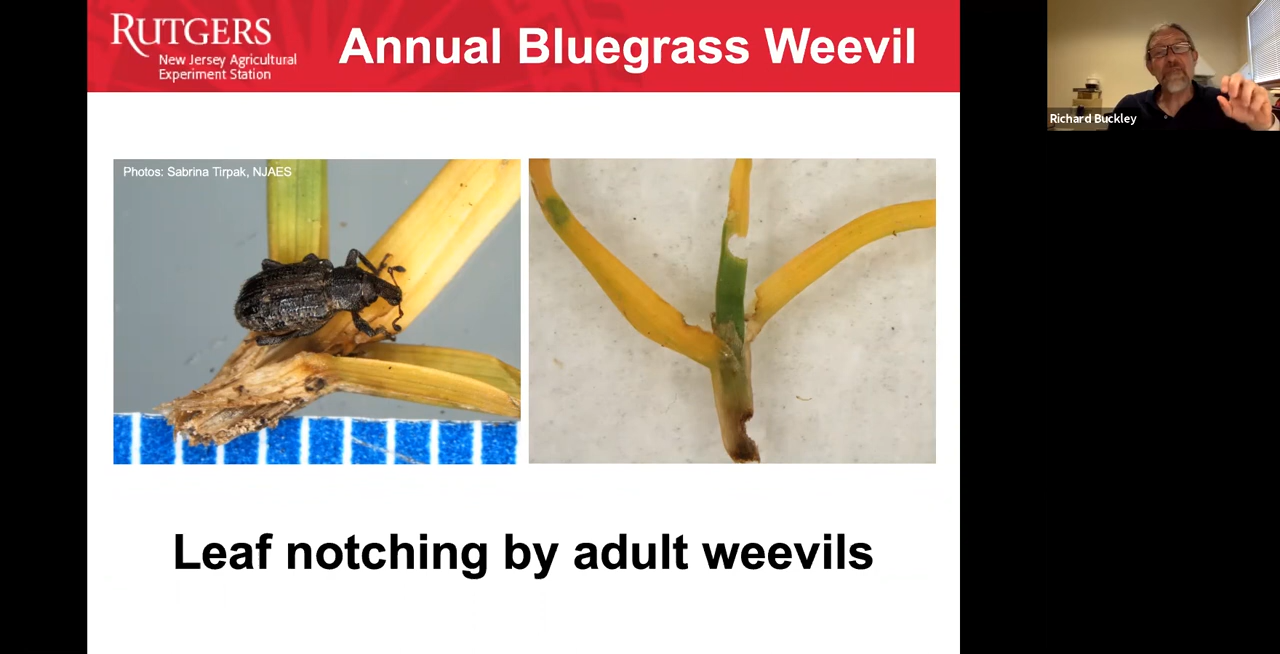 RUTGERS
New Jersey Agricultural
Experiment Station
Annual Bluegrass Weevil
Richard Buckley
Photos: Sabrina Tirpak, NJAES
Leaf notching by adult weevils